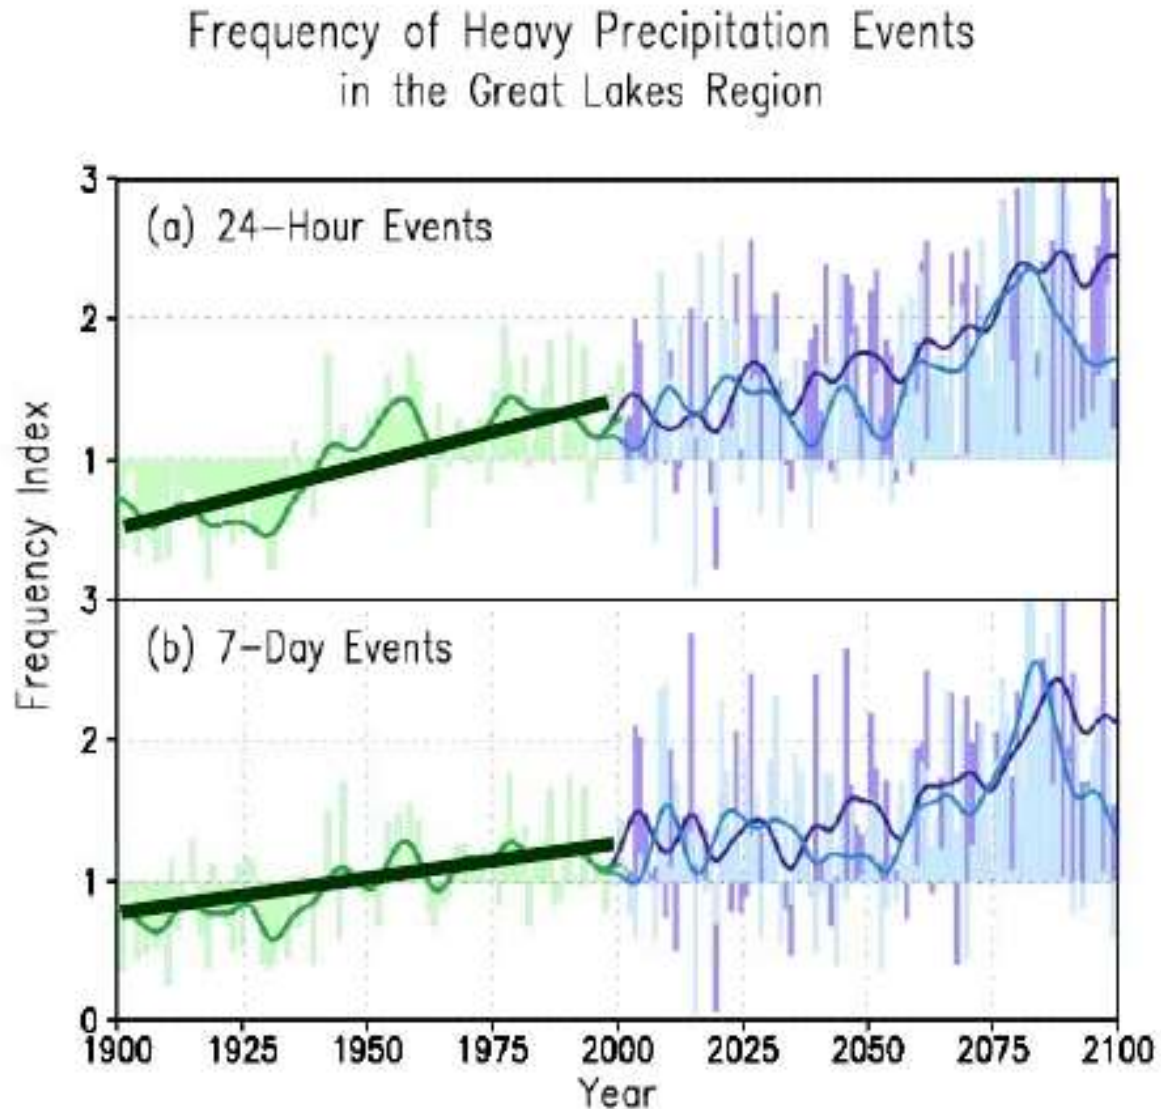 Frequency of Heavy Precipitation Events
in the Great Lakes Region
3
(a) 24-Hour Events
2
1
Frequency Index
3
(b) 7-Day Events
2
1
0
1900 1925 1950 1975 2000 2025 2050 2075 2100
Year